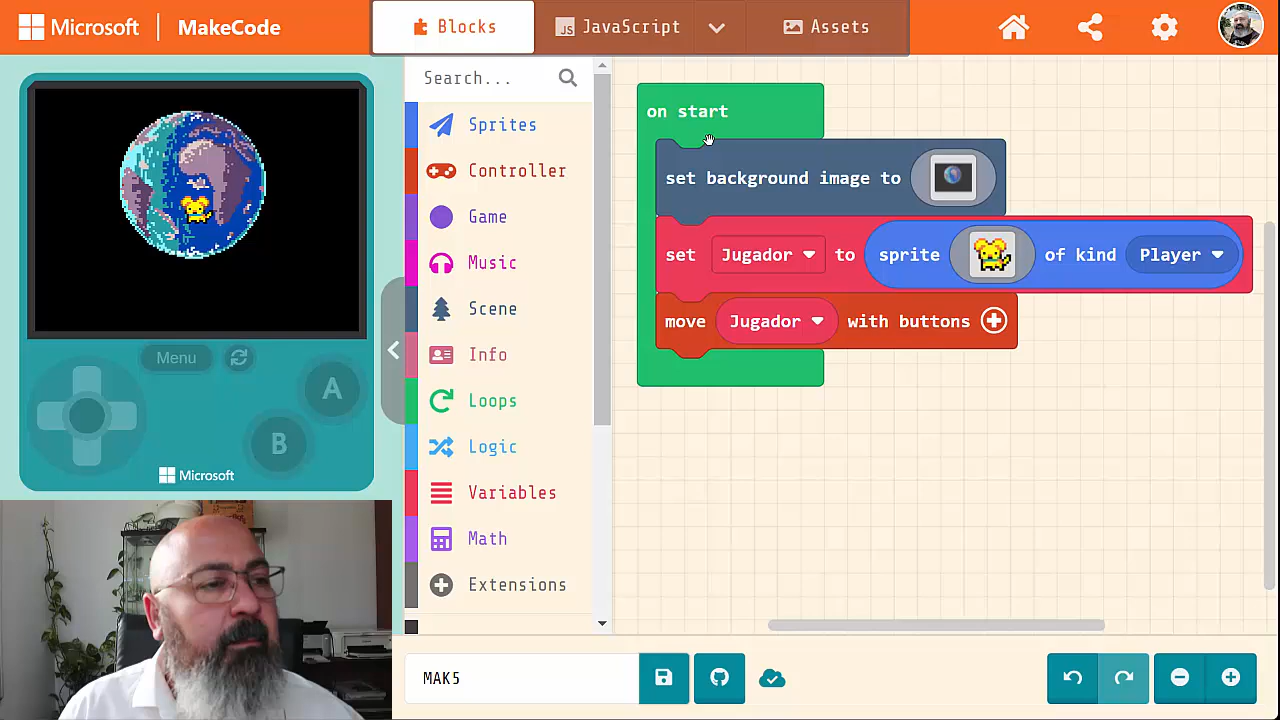 Microsoft | MakeCode
Blocks
JavaScript
Assets
Menu
A
B
Microsoft
Search...
Sprites
Controller
Game
Music
Scene
Info
Loops
Logic
Variables
Math
Extensions
on start
set background image to
set Jugador to sprite of kind Player
move Jugador with buttons
MAK5